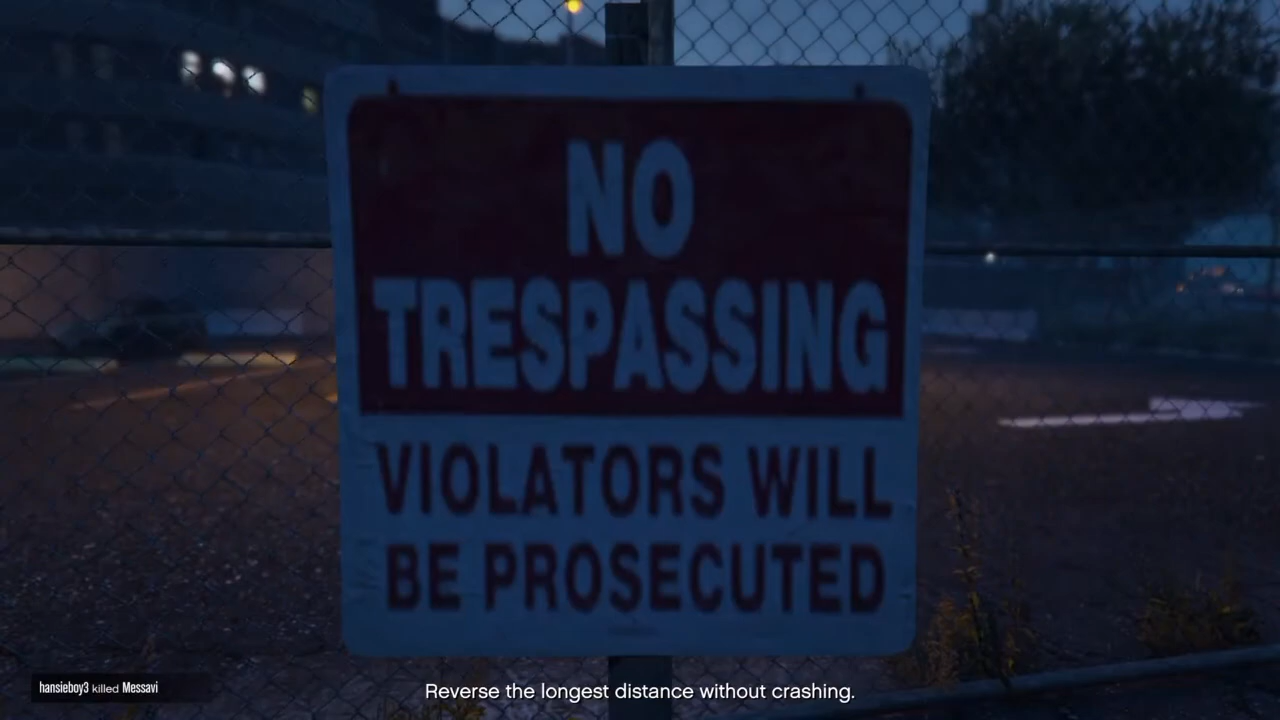 NO
TRESPASSING
VIOLATORS WILL
BE PROSECUTED
hansieboy3 killed Messavi
Reverse the longest distance without crashing.